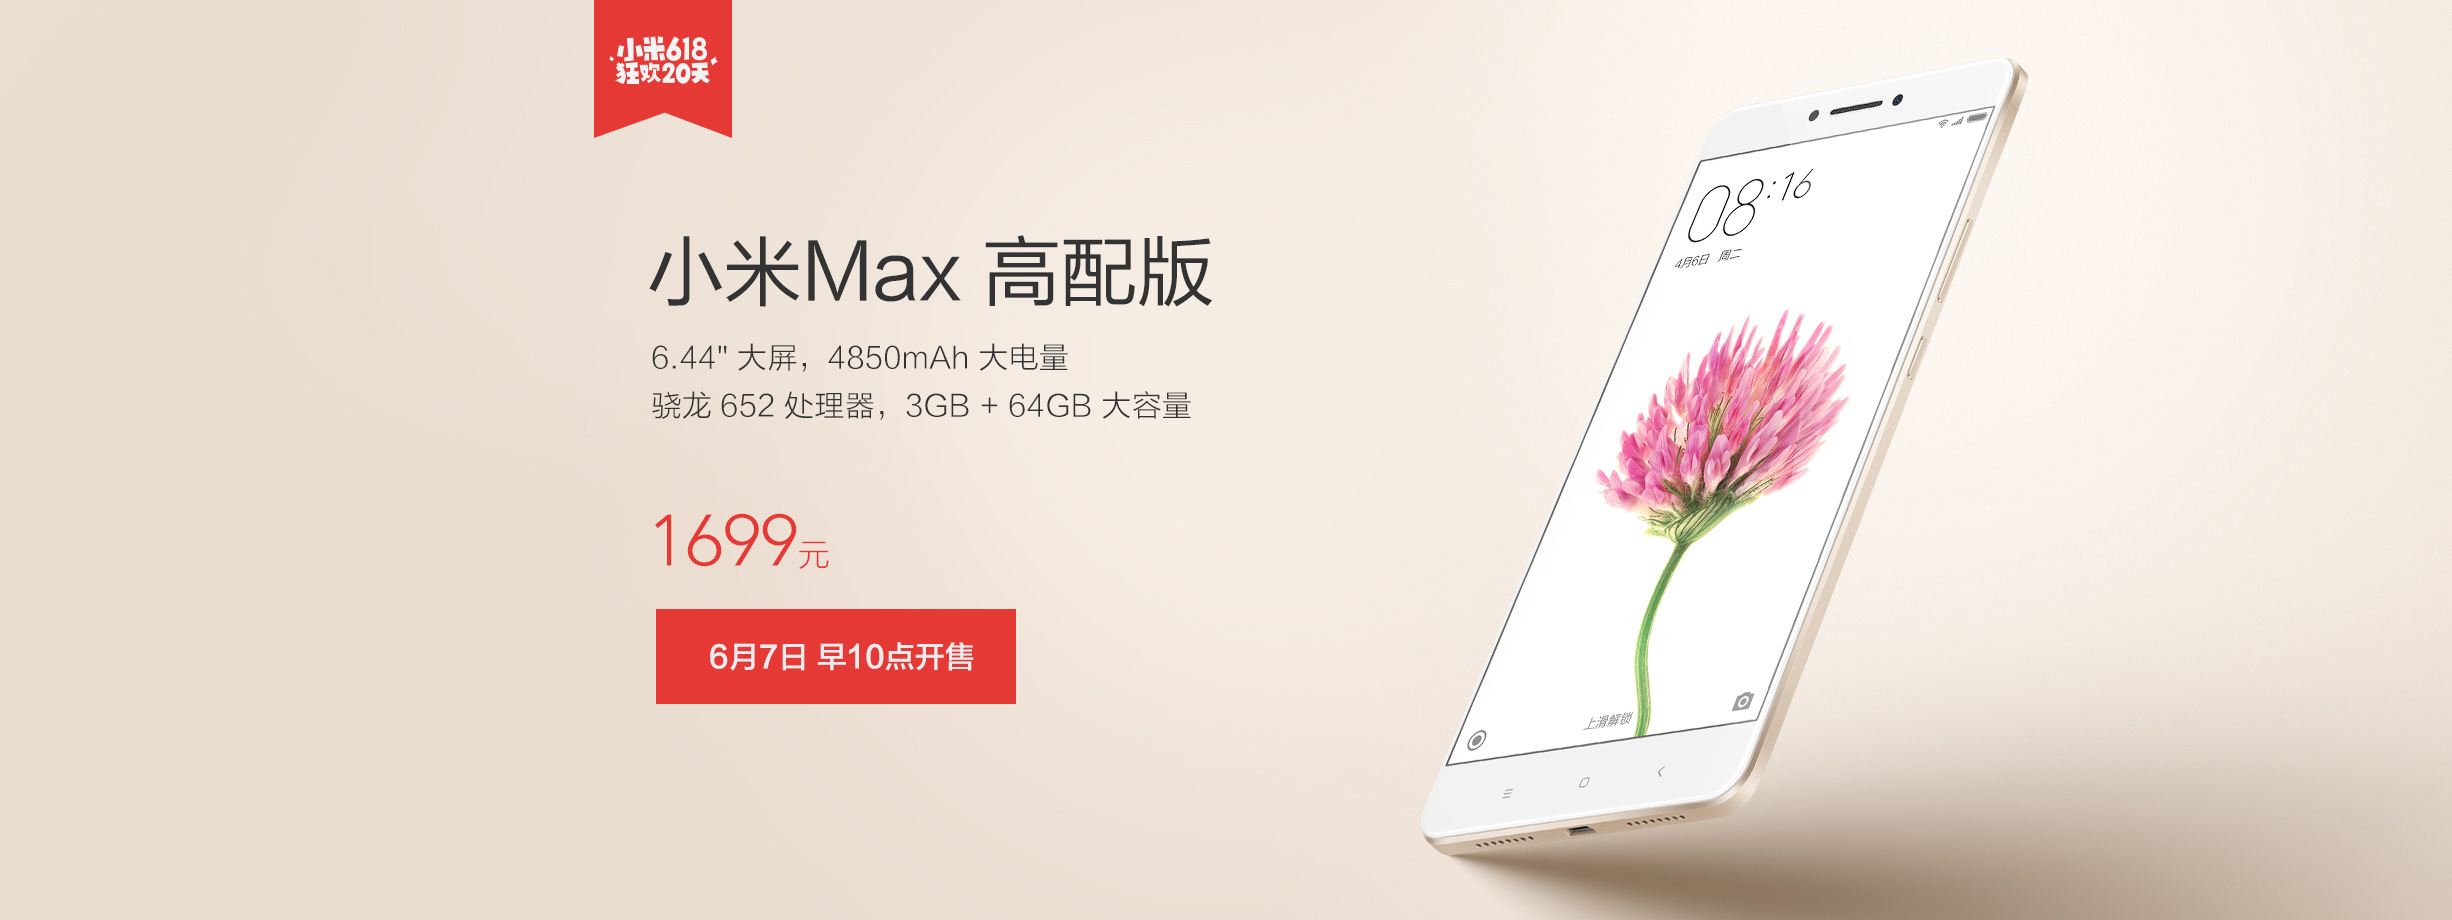 小米618
狂欢20天
小米Max 高配版
6.44" 大屏，4850mAh 大电量
骁龙 652 处理器，3GB + 64GB 大容量
1699元
6月7日 早10点开售
08:16
4月6日 周二
上滑解锁